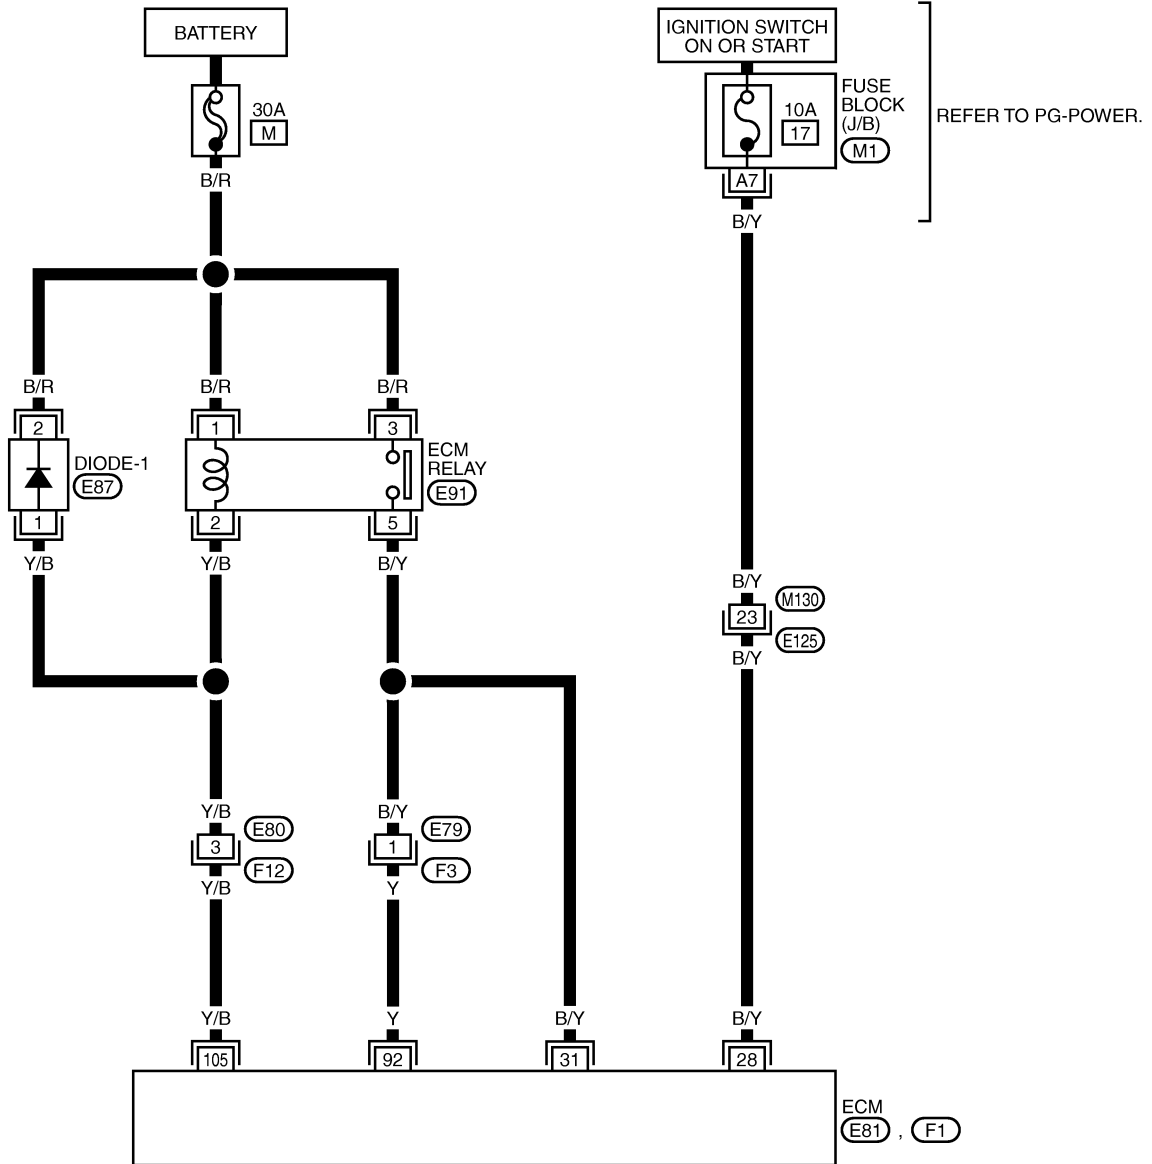 BATTERY
IGNITION SWITCH
ON OR START
30A
M
10A
17
FUSE
BLOCK
(J/B)
M1
REFER TO PG-POWER.
B/R
A7
B/Y
B/R
B/R
B/R
2
1
3
DIODE-1
E87
ECM
RELAY
E91
1
2
5
Y/B
Y/B
B/Y
B/Y
M130
23
E125
B/Y
Y/B
B/Y
E80
3
F12
E79
1
F3
Y/B
Y
Y/B
Y
B/Y
B/Y
105
92
31
28
ECM
E81 , F1